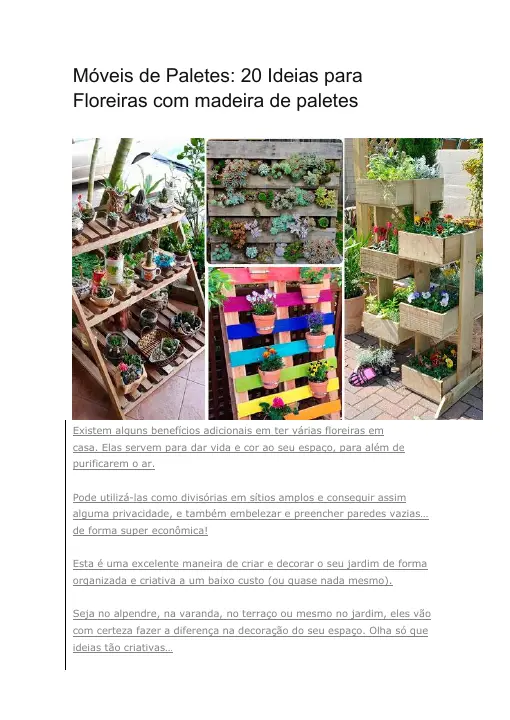 Móveis de Paletes: 20 Ideias para
Floreiras com madeira de paletes
Existem alguns benefícios adicionais em ter várias floreiras em
casa. Elas servem para dar vida e cor ao seu espaço, para além de
purificarem o ar.
Pode utilizá-las como divisórias em sítios amplos e conseguir assim
alguma privacidade, e também embelezar e preencher paredes vazias…
de forma super econômica!
Esta é uma excelente maneira de criar e decorar o seu jardim de forma
organizada e criativa a um baixo custo (ou quase nada mesmo).
Seja no alpendre, na varanda, no terraço ou mesmo no jardim, eles vão
com certeza fazer a diferença na decoração do seu espaço. Olha só que
ideias tão criativas…